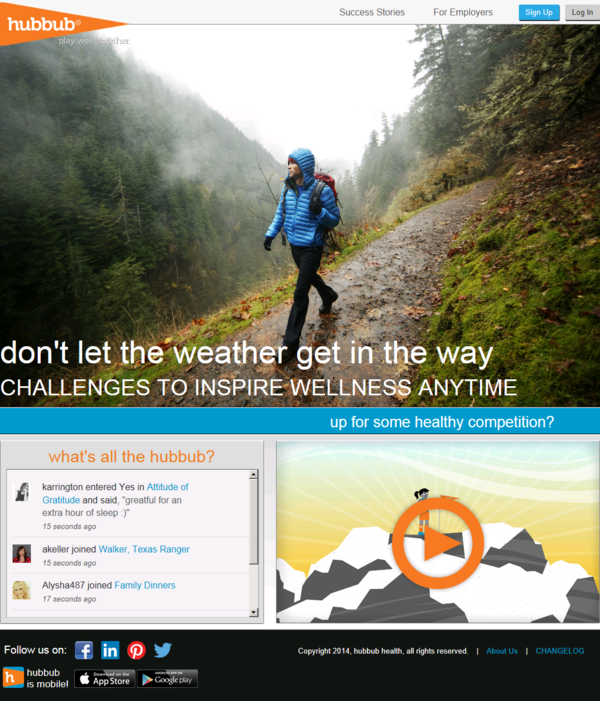 Success Stories For Employers Sign Up Log In
hubbub®
play well together.
don't let the weather get in the way
CHALLENGES TO INSPIRE WELLNESS ANYTIME
up for some healthy competition?
what's all the hubbub?
karrington entered Yes in Attitude of
Gratitude and said, "greatful for an
extra hour of sleep :)"
15 seconds ago
akeller joined Walker, Texas Ranger
15 seconds ago
Alysha487 joined Family Dinners
17 seconds ago
Follow us on:
Copyright 2014, hubbub health, all rights reserved. | About Us | CHANGELOG
h hubbub
is mobile!
Download on the
App Store
ANDROID APP ON
Google play